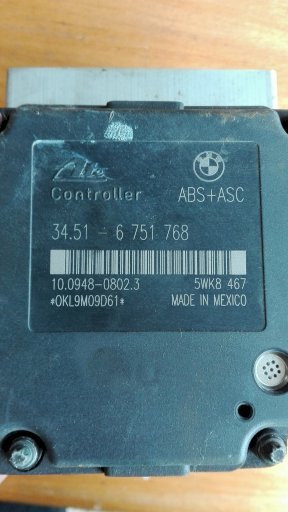 Ate
Controller ABS+ASC
34.51 - 6 751 768
10.0948-0802.3 5WK8 467
*OKL9M09D61* MADE IN MEXICO